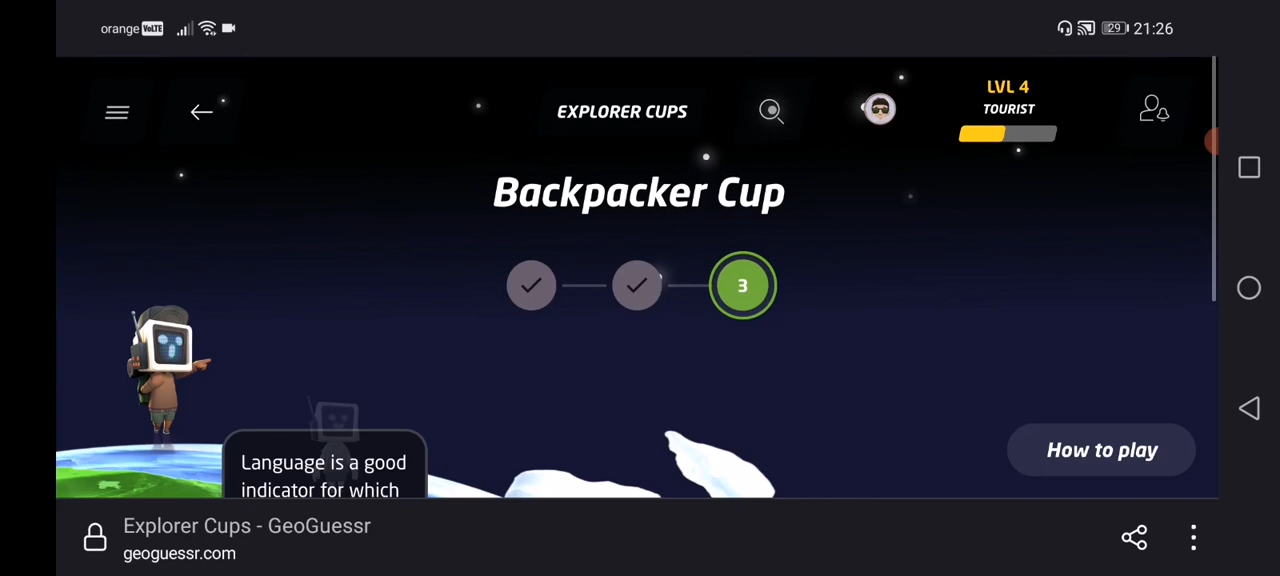 orange VoLTE 29 21:26
EXPLORER CUPS
LVL 4
TOURIST
Backpacker Cup
3
Language is a good
indicator for which
How to play
Explorer Cups - GeoGuessr
geoguessr.com